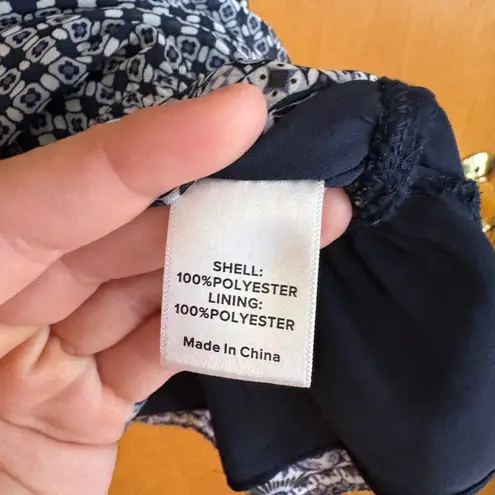 SHELL:
100%POLYESTER
LINING:
100%POLYESTER
Made In China